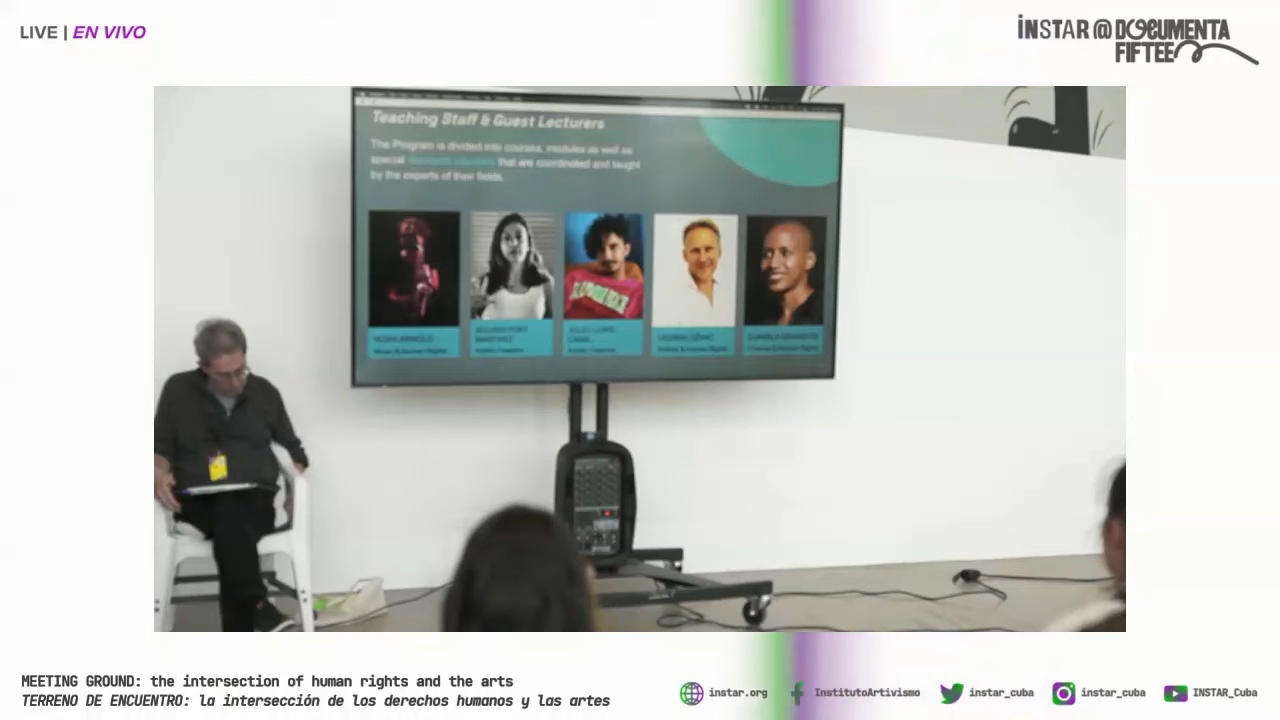 LIVE | EN VIVO
INSTAR @ DOCUMENTA
FIFTEEN
Teaching Staff & Guest Lecturers
The Program is divided into courses, modules as well as
special that are coordinated and taught
by the experts of their fields.
MEETING GROUND: the intersection of human rights and the arts
TERRENO DE ENCUENTRO: la intersección de los derechos humanos y las artes
instar.org
InstitutoArtivismo
instar_cuba
instar_cuba
INSTAR_Cuba